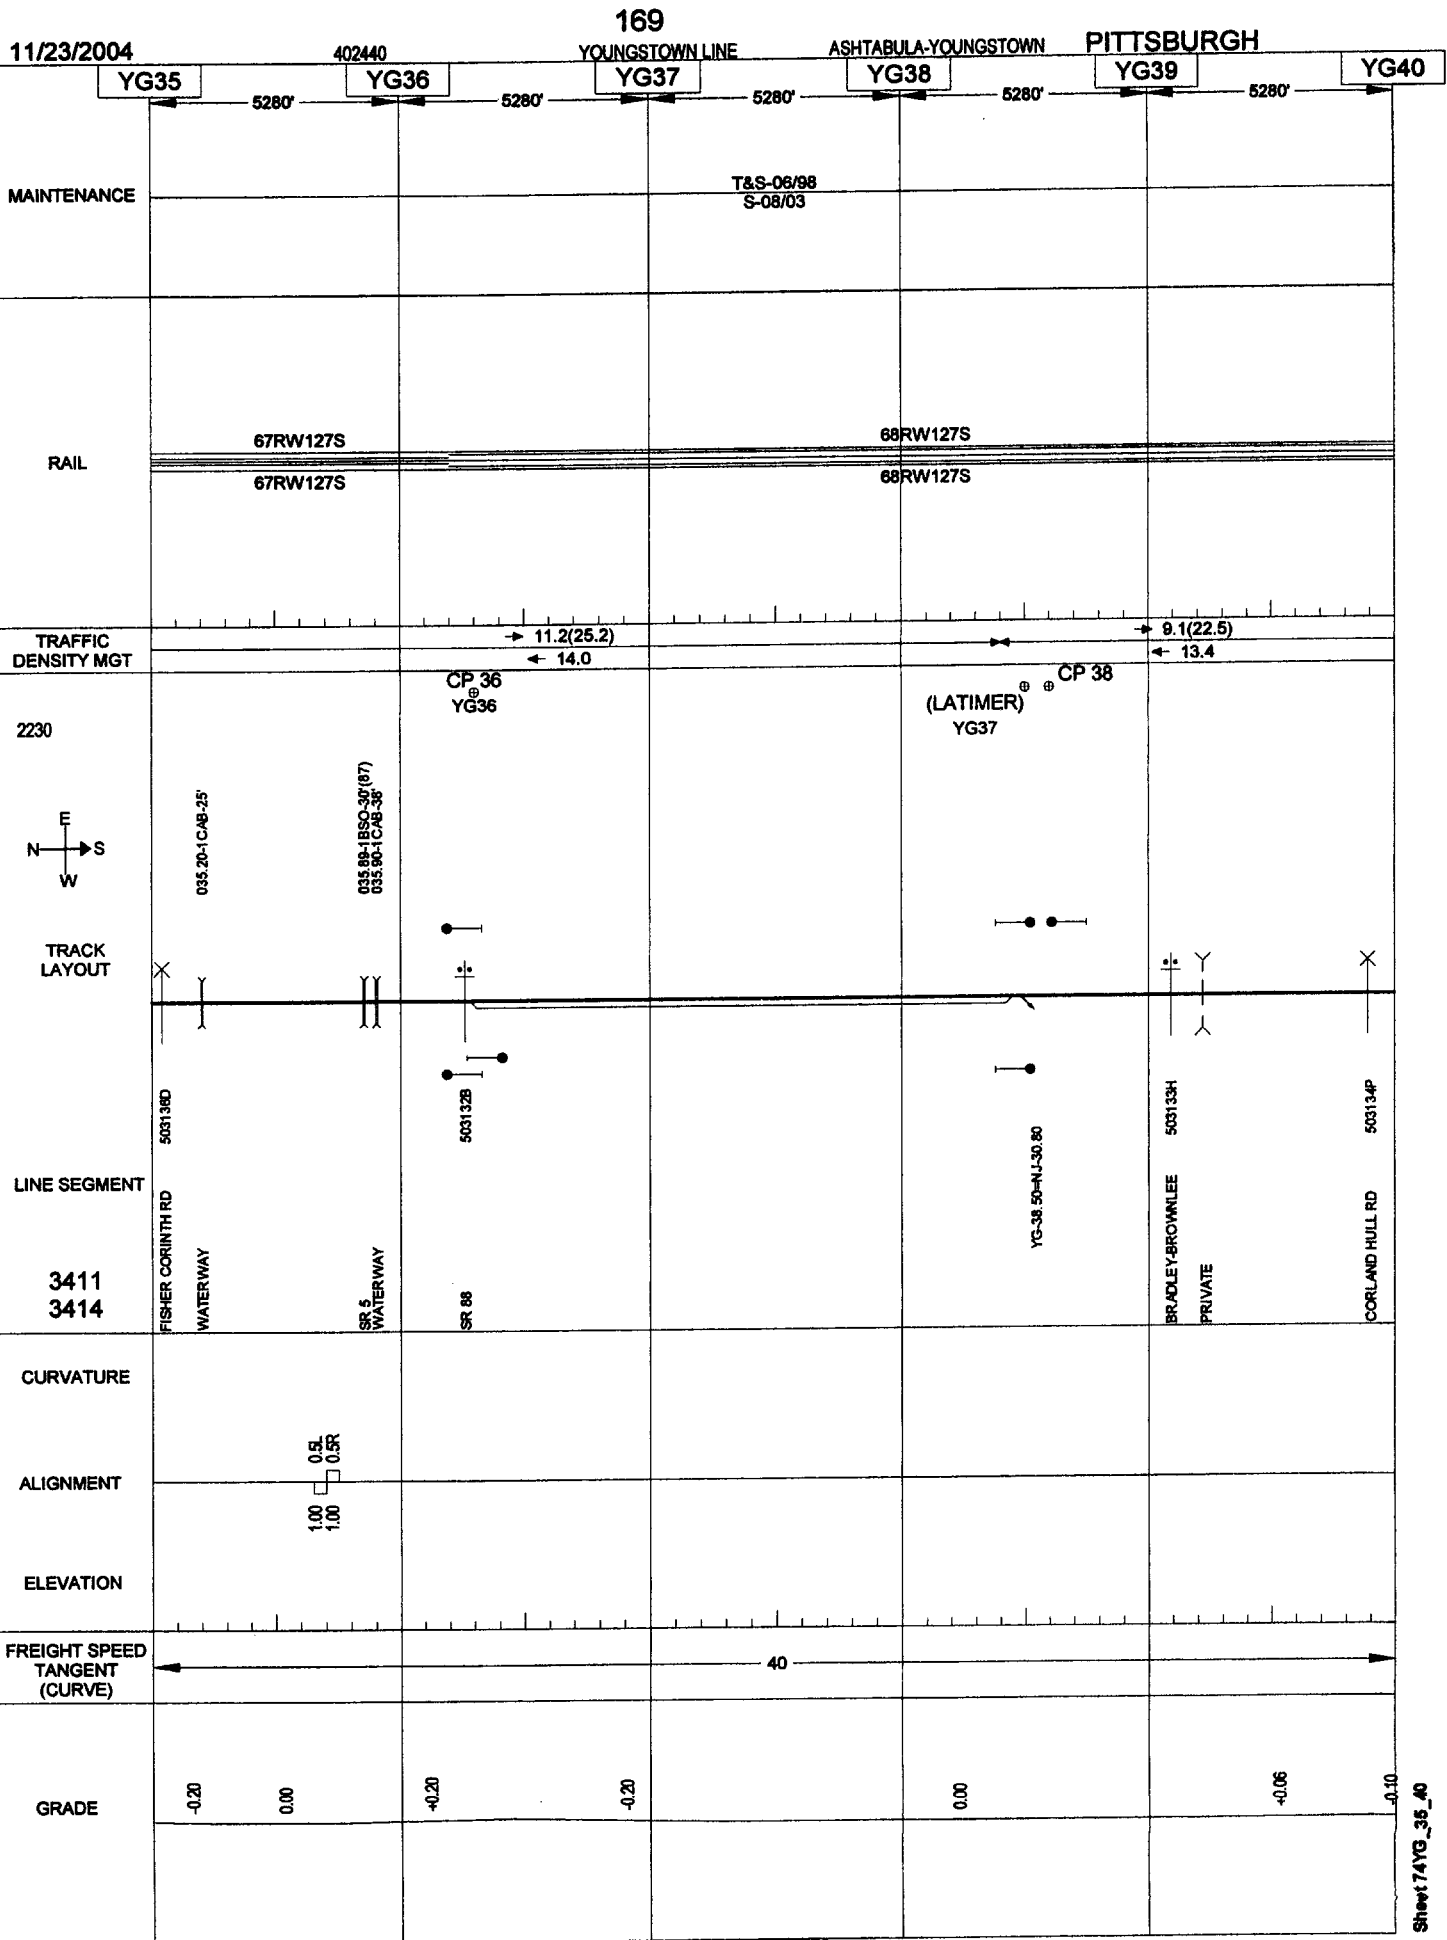 169
11/23/2004
402440
YOUNGSTOWN LINE
ASHTABULA-YOUNGSTOWN
PITTSBURGH
YG35
YG36
YG37
YG38
YG39
YG40
5280'
5280'
5280'
5280'
5280'
MAINTENANCE
T&S-06/98
S-08/03
RAIL
67RW127S
68RW127S
67RW127S
68RW127S
TRAFFIC
DENSITY MGT
11.2(25.2)
14.0
9.1(22.5)
13.4
CP 36
YG36
CP 38
(LATIMER)
YG37
2230
E
N
S
W
035.20-1CAB-25'
035.89-1BSO-30'(87)
035.90-1CAB-38'
TRACK
LAYOUT
503136D
503132B
503133H
503134P
YG-38.50=NJ-30.80
LINE SEGMENT
3411
3414
FISHER CORINTH RD
WATERWAY
SR 5
WATERWAY
SR 88
BRADLEY-BROWNLEE
PRIVATE
CORLAND HULL RD
CURVATURE
0.5L
0.5R
ALIGNMENT
1.00
1.00
ELEVATION
FREIGHT SPEED
TANGENT
(CURVE)
40
GRADE
-0.20
0.00
+0.20
-0.20
0.00
+0.06
-0.10
Sheet 74YG_35_40